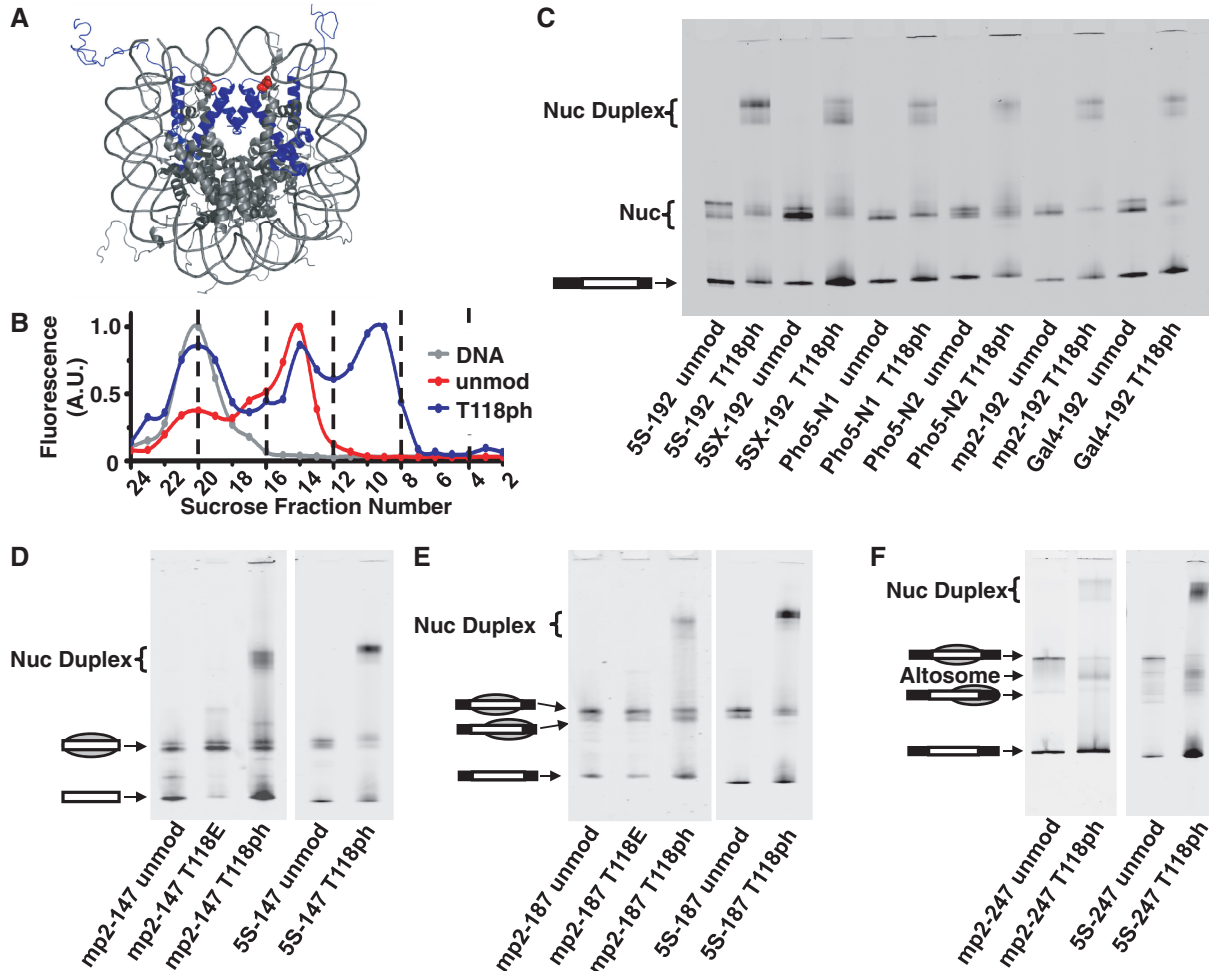 A
B
Fluorescence
(A.U.)
1.0
0.5
0
DNA
unmod
T118ph
24
22
20
18
16
14
12
10
8
6
4
2
Sucrose Fraction Number
C
Nuc Duplex
Nuc
5S-192 unmod
5S-192 T118ph
5SX-192 unmod
5SX-192 T118ph
Pho5-N1 unmod
Pho5-N1 T118ph
Pho5-N2 unmod
Pho5-N2 T118ph
mp2-192 unmod
mp2-192 T118ph
Gal4-192 unmod
Gal4-192 T118ph
D
Nuc Duplex
mp2-147 unmod
mp2-147 T118E
mp2-147 T118ph
5S-147 unmod
5S-147 T118ph
E
Nuc Duplex
mp2-187 unmod
mp2-187 T118E
mp2-187 T118ph
5S-187 unmod
5S-187 T118ph
F
Nuc Duplex
Altosome
mp2-247 unmod
mp2-247 T118ph
5S-247 unmod
5S-247 T118ph